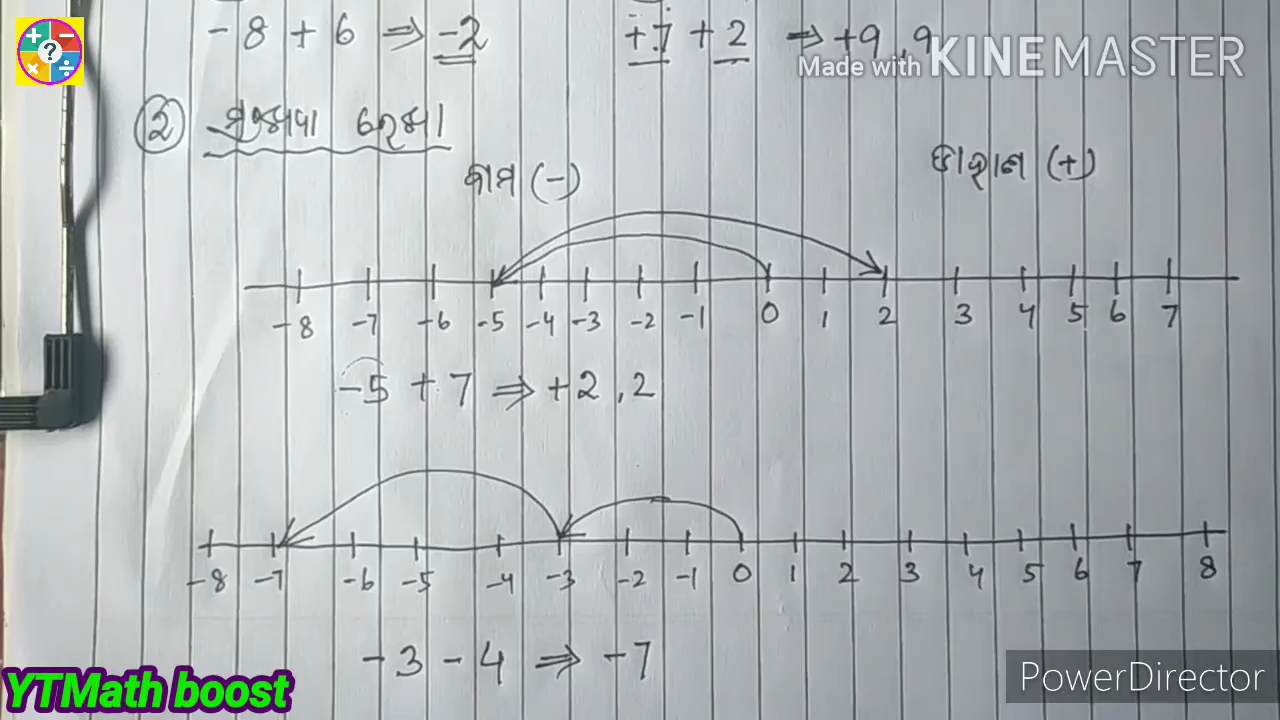 -8 + 6 ⇒ -2
+7 + 2 ⇒ +9, 9
Made with KINEMASTER
②
(-)
(+)
-8 -7 -6 -5 -4 -3 -2 -1 0 1 2 3 4 5 6 7
-5 + 7 ⇒ +2, 2
-8 -7 -6 -5 -4 -3 -2 -1 0 1 2 3 4 5 6 7 8
-3 - 4 ⇒ -7
YTMath boost
PowerDirector